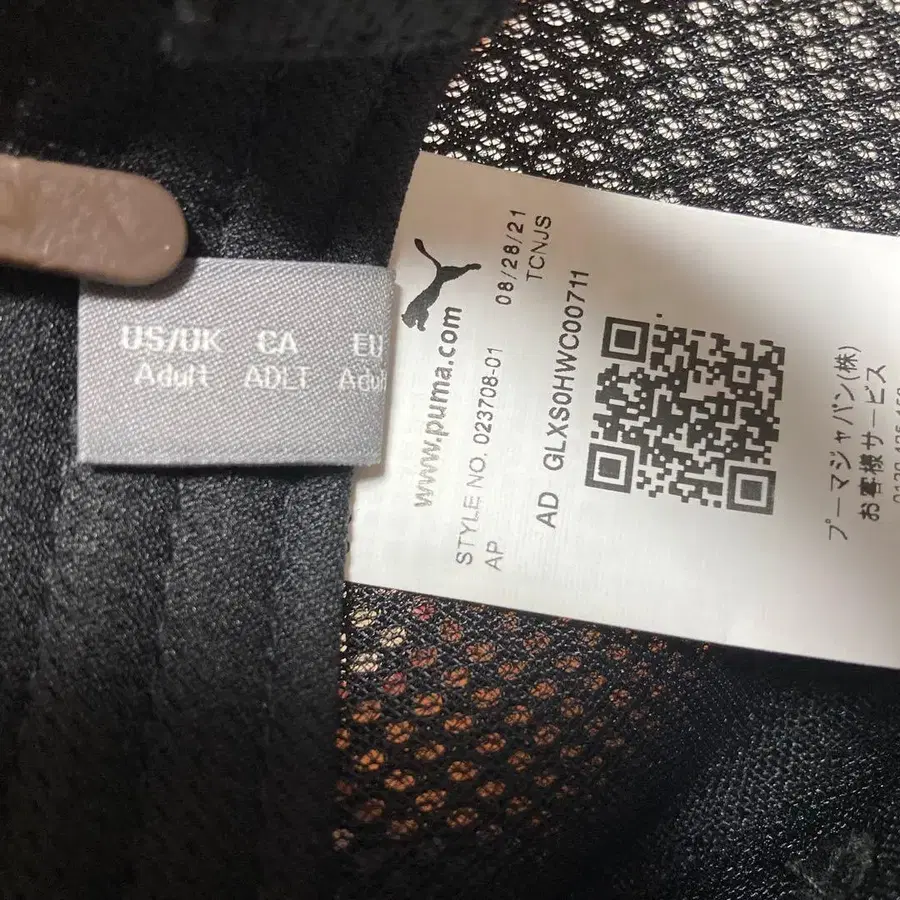 US/UK CA EU
Adult ADLT
www.puma.com
08/28/21
TCNJS
STYLE NO. 023708-01
AP
AD GLXS0HWC00711
プーマジャパン(株)
お客様サービス